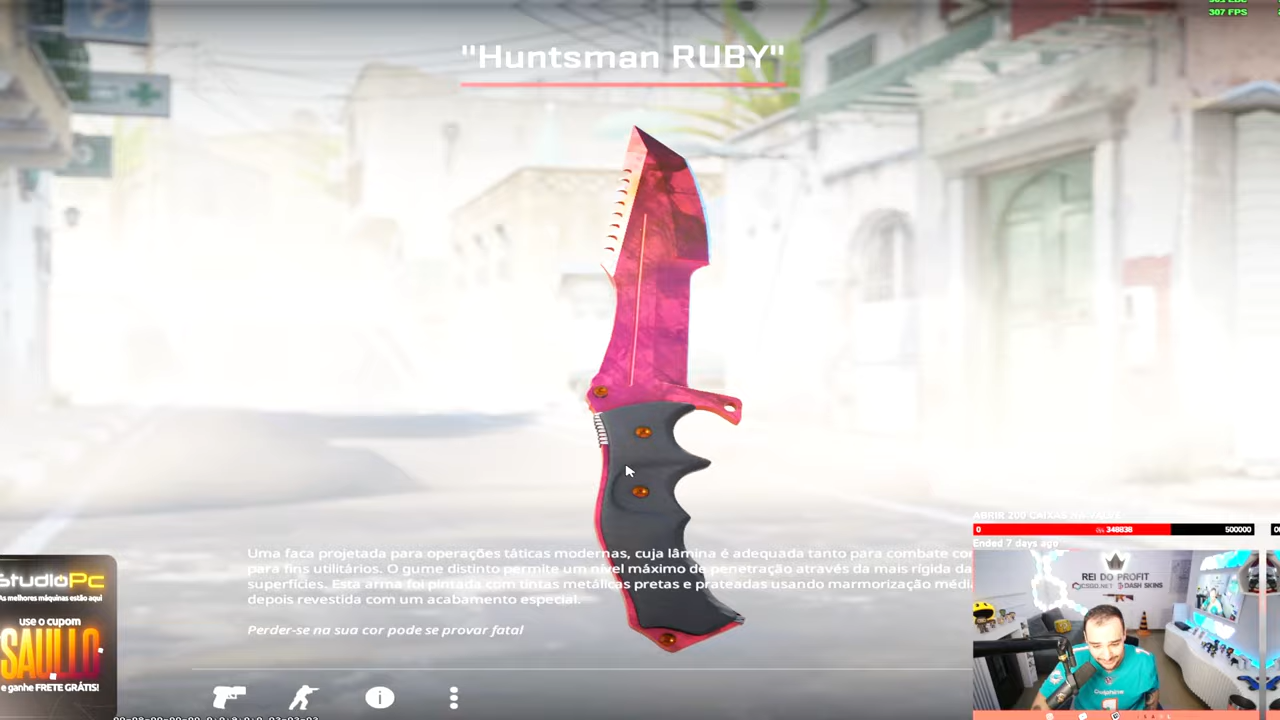 307 FPS
"Huntsman RUBY"
Uma faca projetada para operações táticas modernas, cuja lâmina é adequada tanto para combate
para fins utilitários. O gume distinto permite um nível máximo de penetração através da mais rígida da
superfícies. Esta arma foi pintada com tintas metálicas pretas e prateadas usando marmorização
depois revestida com um acabamento especial.
Perder-se na sua cor pode se provar fatal
StudioPc
As melhores máquinas estão aqui
use o cupom
SAULLO
e ganhe FRETE GRÁTIS!
ABRIR 200 CAIXAS
0 348838 500000
Ended 7 days ago
REI DO PROFIT
CSGO.NET DASH SKINS